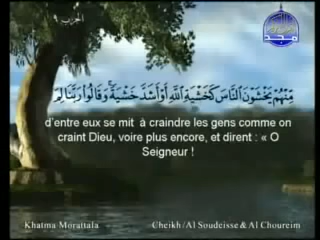 الحزب
مجد
مِنْهُمْ يَخْشَوْنَ النَّاسَ كَخَشْيَةِ اللَّهِ أَوْ أَشَدَّ خَشْيَةً ۚ وَقَالُوا رَبَّنَا لِمَ
d'entre eux se mit à craindre les gens comme on
craint Dieu, voire plus encore, et dirent : « O
Seigneur !
Khatma Morattala
Cheikh/Al Soudeisse & Al Choureim